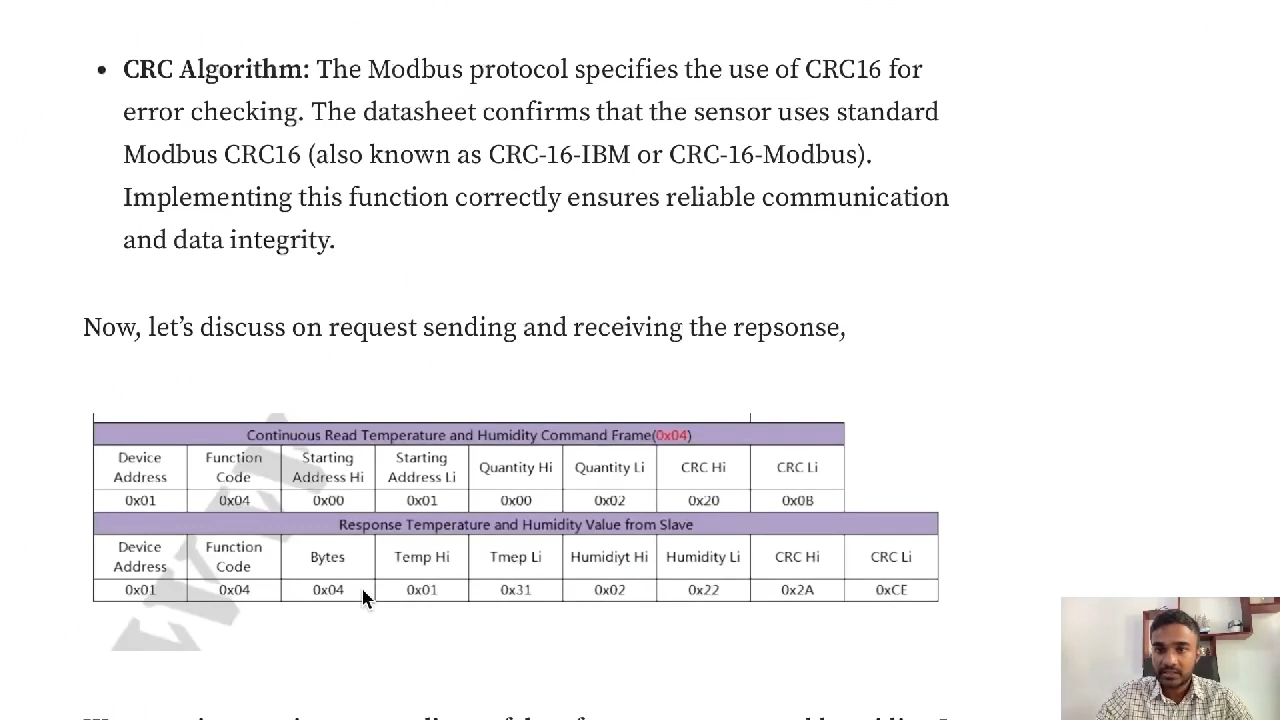 • CRC Algorithm: The Modbus protocol specifies the use of CRC16 for
error checking. The datasheet confirms that the sensor uses standard
Modbus CRC16 (also known as CRC-16-IBM or CRC-16-Modbus).
Implementing this function correctly ensures reliable communication
and data integrity.
Now, let’s discuss on request sending and receiving the repsonse,
Continuous Read Temperature and Humidity Command Frame(0x04)
Device Address Function Code Starting Address Hi Starting Address Li Quantity Hi Quantity Li CRC Hi CRC Li
0x01 0x04 0x00 0x01 0x00 0x02 0x20 0x0B
Response Temperature and Humidity Value from Slave
Device Address Function Code Bytes Temp Hi Tmep Li Humidiyt Hi Humidity Li CRC Hi CRC Li
0x01 0x04 0x04 0x01 0x31 0x02 0x22 0x2A 0xCE
www